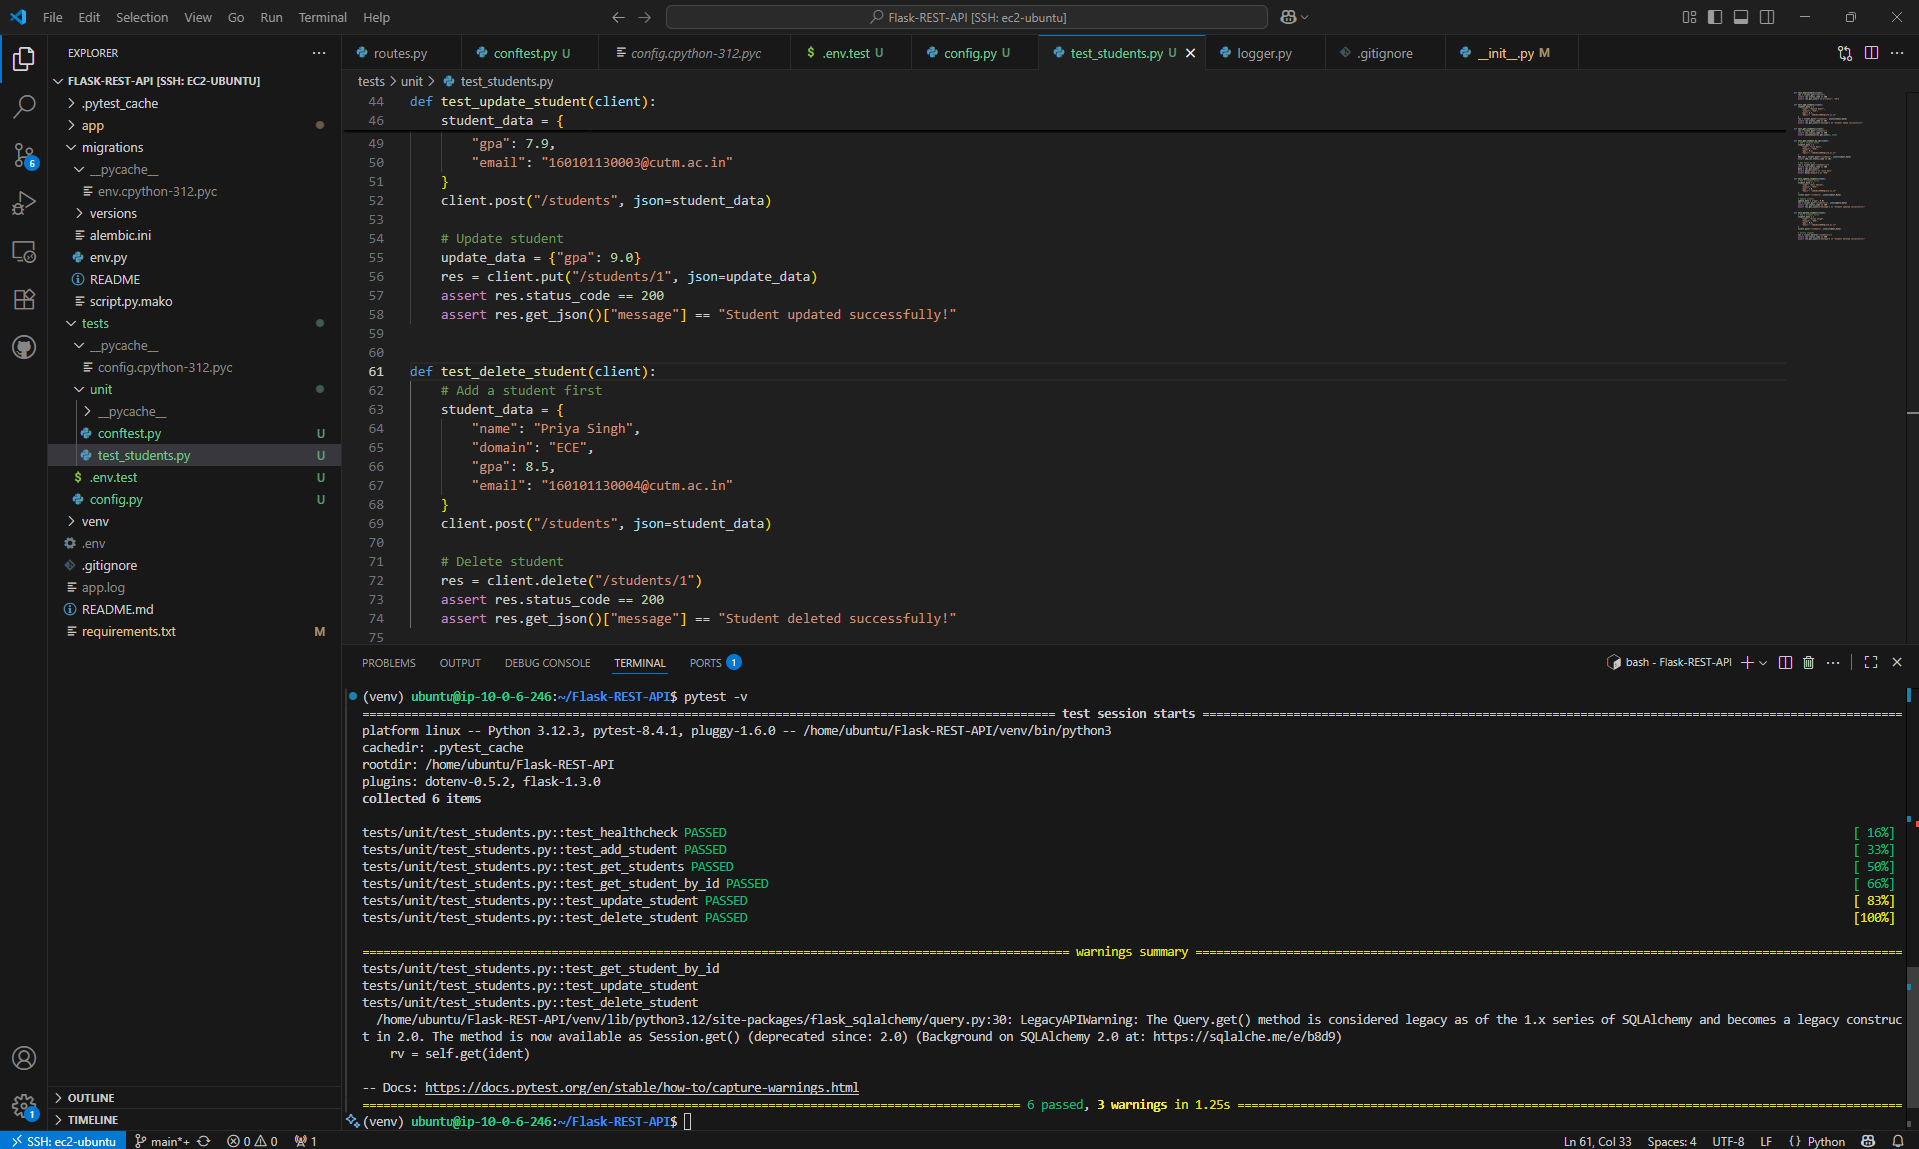 File Edit Selection View Go Run Terminal Help
Flask-REST-API [SSH: ec2-ubuntu]
EXPLORER
routes.py
conftest.py U
config.cpython-312.pyc
.env.test U
config.py U
test_students.py U
logger.py
.gitignore
__init__.py M
FLASK-REST-API [SSH: EC2-UBUNTU]
.pytest_cache
app
migrations
__pycache__
env.cpython-312.pyc
versions
alembic.ini
env.py
README
script.py.mako
tests
__pycache__
config.cpython-312.pyc
unit
__pycache__
conftest.py U
test_students.py U
.env.test U
config.py U
venv
.env
.gitignore
app.log
README.md
requirements.txt M
OUTLINE
TIMELINE
6
1
tests > unit > test_students.py
44 def test_update_student(client):
46 student_data = {
49 "gpa": 7.9,
50 "email": "160101130003@cutm.ac.in"
51 }
52 client.post("/students", json=student_data)
53
54 # Update student
55 update_data = {"gpa": 9.0}
56 res = client.put("/students/1", json=update_data)
57 assert res.status_code == 200
58 assert res.get_json()["message"] == "Student updated successfully!"
59
60
61 def test_delete_student(client):
62 # Add a student first
63 student_data = {
64 "name": "Priya Singh",
65 "domain": "ECE",
66 "gpa": 8.5,
67 "email": "160101130004@cutm.ac.in"
68 }
69 client.post("/students", json=student_data)
70
71 # Delete student
72 res = client.delete("/students/1")
73 assert res.status_code == 200
74 assert res.get_json()["message"] == "Student deleted successfully!"
75
PROBLEMS OUTPUT DEBUG CONSOLE TERMINAL PORTS 1
bash - Flask-REST-API
(venv) ubuntu@ip-10-0-6-246:~/Flask-REST-API$ pytest -v
test session starts
platform linux -- Python 3.12.3, pytest-8.4.1, pluggy-1.6.0 -- /home/ubuntu/Flask-REST-API/venv/bin/python3
cachedir: .pytest_cache
rootdir: /home/ubuntu/Flask-REST-API
plugins: dotenv-0.5.2, flask-1.3.0
collected 6 items
tests/unit/test_students.py::test_healthcheck PASSED [ 16%]
tests/unit/test_students.py::test_add_student PASSED [ 33%]
tests/unit/test_students.py::test_get_students PASSED [ 50%]
tests/unit/test_students.py::test_get_student_by_id PASSED [ 66%]
tests/unit/test_students.py::test_update_student PASSED [ 83%]
tests/unit/test_students.py::test_delete_student PASSED [100%]
warnings summary
tests/unit/test_students.py::test_get_student_by_id
tests/unit/test_students.py::test_update_student
tests/unit/test_students.py::test_delete_student
/home/ubuntu/Flask-REST-API/venv/lib/python3.12/site-packages/flask_sqlalchemy/query.py:30: LegacyAPIWarning: The Query.get() method is considered legacy as of the 1.x series of SQLAlchemy and becomes a legacy construc
t in 2.0. The method is now available as Session.get() (deprecated since: 2.0) (Background on SQLAlchemy 2.0 at: https://sqlalche.me/e/b8d9)
rv = self.get(ident)
-- Docs: https://docs.pytest.org/en/stable/how-to/capture-warnings.html
6 passed, 3 warnings in 1.25s
(venv) ubuntu@ip-10-0-6-246:~/Flask-REST-API$
SSH: ec2-ubuntu main*+ 0 0 1
Ln 61, Col 33 Spaces: 4 UTF-8 LF {} Python